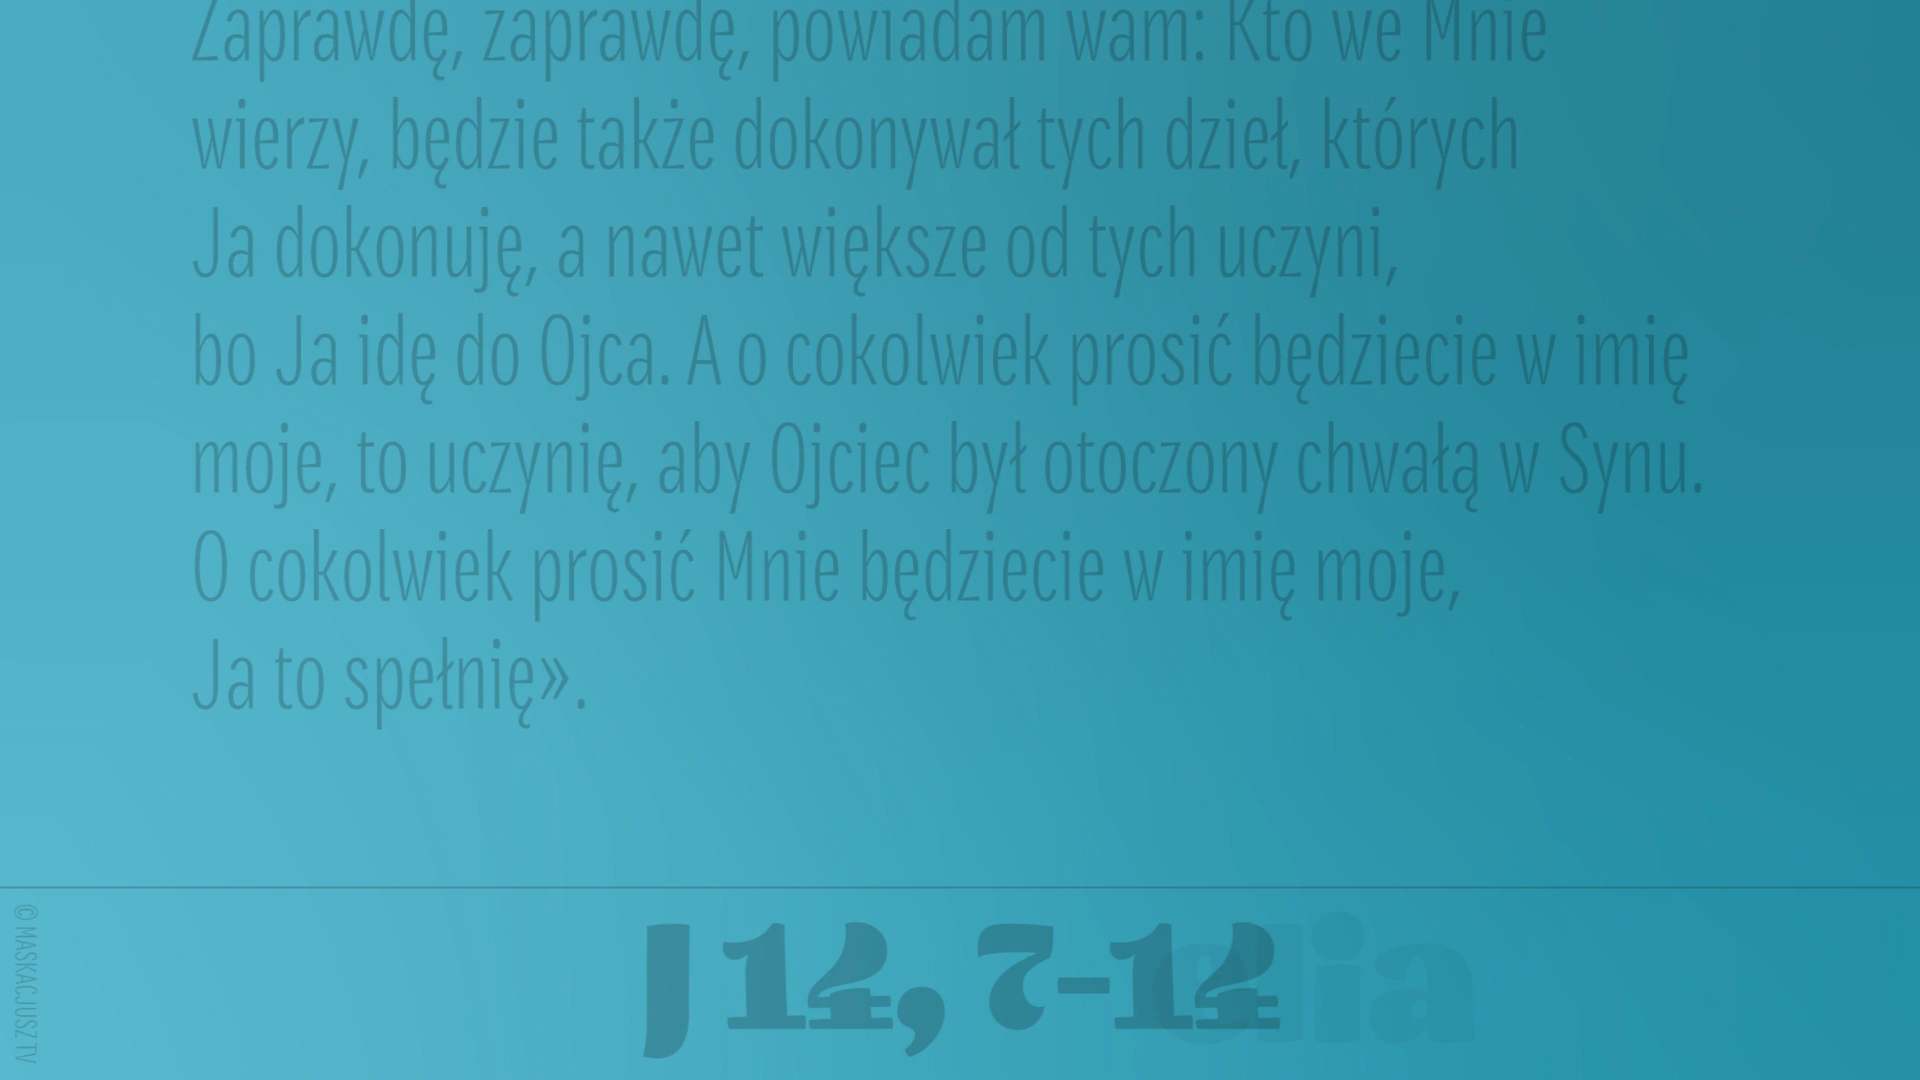 Zaprawdę, zaprawdę, powiadam wam: Kto we Mnie
wierzy, będzie także dokonywał tych dzieł, których
Ja dokonuję, a nawet większe od tych uczyni,
bo Ja idę do Ojca. A o cokolwiek prosić będziecie w imię
moje, to uczynię, aby Ojciec był otoczony chwałą w Synu.
O cokolwiek prosić Mnie będziecie w imię moje,
Ja to spełnię».
J 14, 7–14
© MASKACJUSZ TV